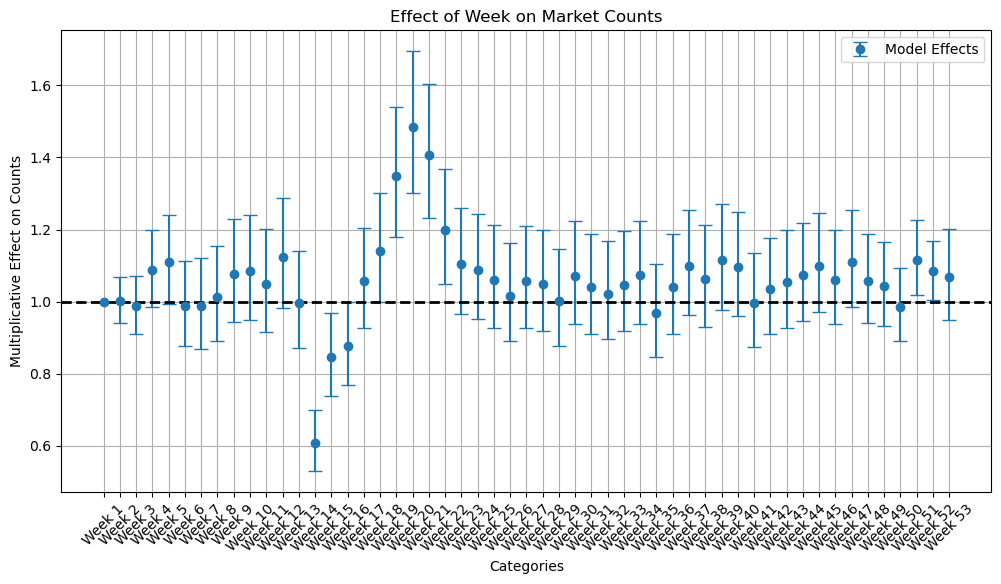 Effect of Week on Market Counts
Model Effects
Multiplicative Effect on Counts
1.6
1.4
1.2
1.0
0.8
0.6
Week 1
Week 2
Week 3
Week 4
Week 5
Week 6
Week 7
Week 8
Week 9
Week 10
Week 11
Week 12
Week 13
Week 14
Week 15
Week 16
Week 17
Week 18
Week 19
Week 20
Week 21
Week 22
Week 23
Week 24
Week 25
Week 26
Week 27
Week 28
Week 29
Week 30
Week 31
Week 32
Week 33
Week 34
Week 35
Week 36
Week 37
Week 38
Week 39
Week 40
Week 41
Week 42
Week 43
Week 44
Week 45
Week 46
Week 47
Week 48
Week 49
Week 50
Week 51
Week 52
Week 53
Categories